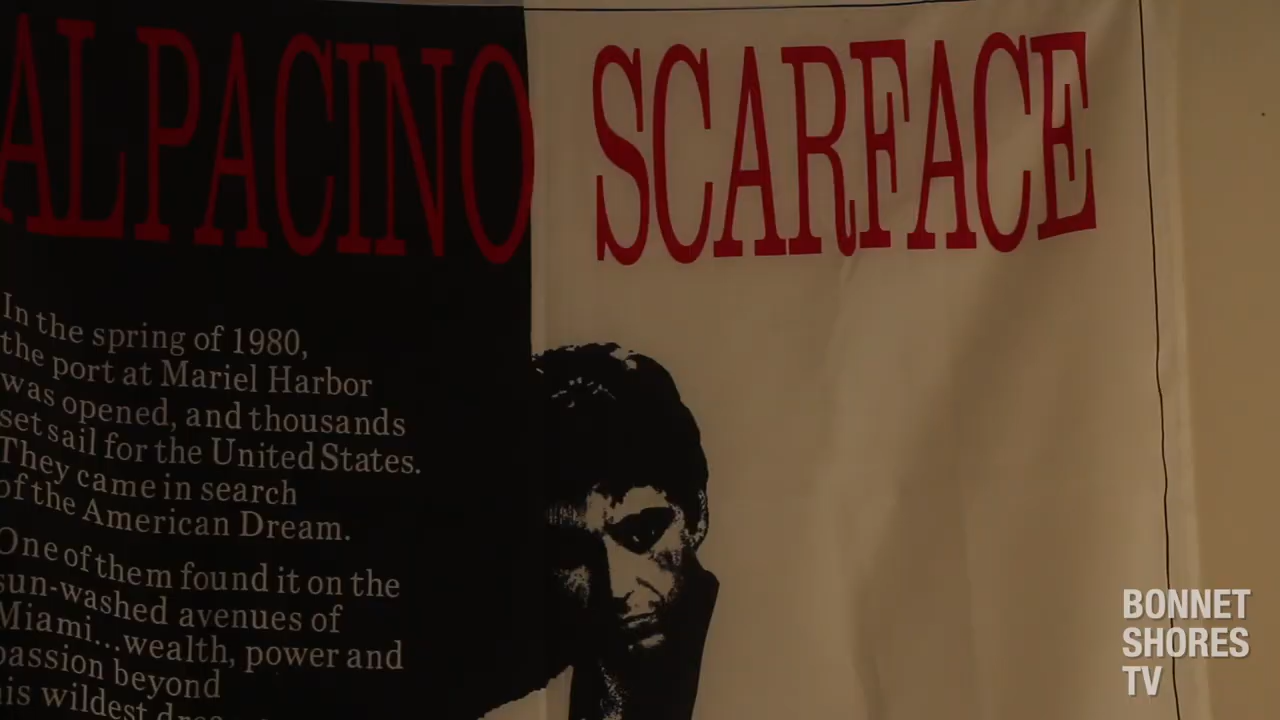 ALPACINO SCARFACE
In the spring of 1980,
the port at Mariel Harbor
was opened, and thousands
set sail for the United States.
They came in search
of the American Dream.
One of them found it on the
sun-washed avenues of
Miami...wealth, power and
passion beyond
his wildest
BONNET
SHORES
TV